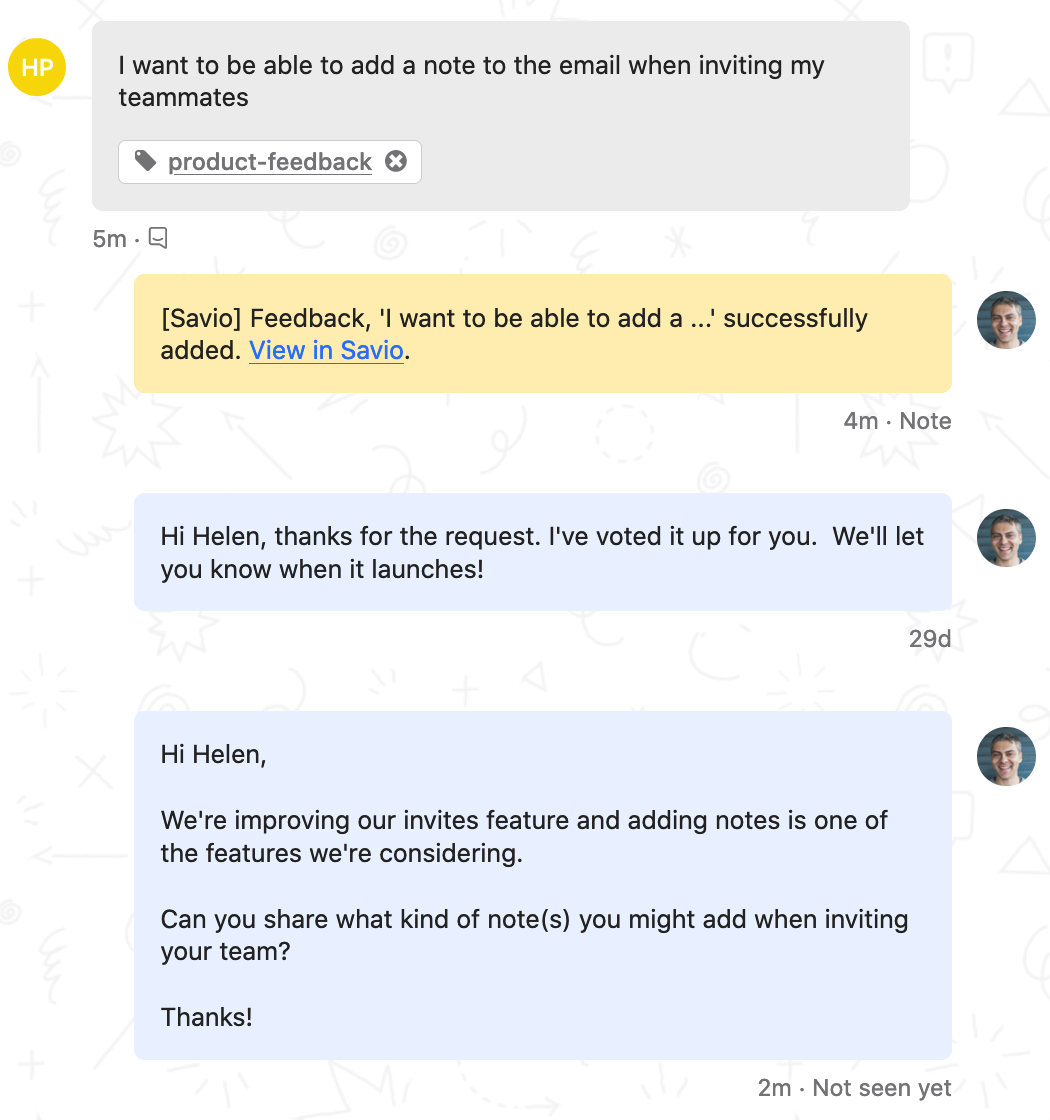 HP
I want to be able to add a note to the email when inviting my
teammates
product-feedback
5m ·
[Savio] Feedback, 'I want to be able to add a ...' successfully
added. View in Savio.
4m · Note
Hi Helen, thanks for the request. I've voted it up for you.  We'll let
you know when it launches!
29d
Hi Helen,
We're improving our invites feature and adding notes is one of
the features we're considering.
Can you share what kind of note(s) you might add when inviting
your team?
Thanks!
2m · Not seen yet